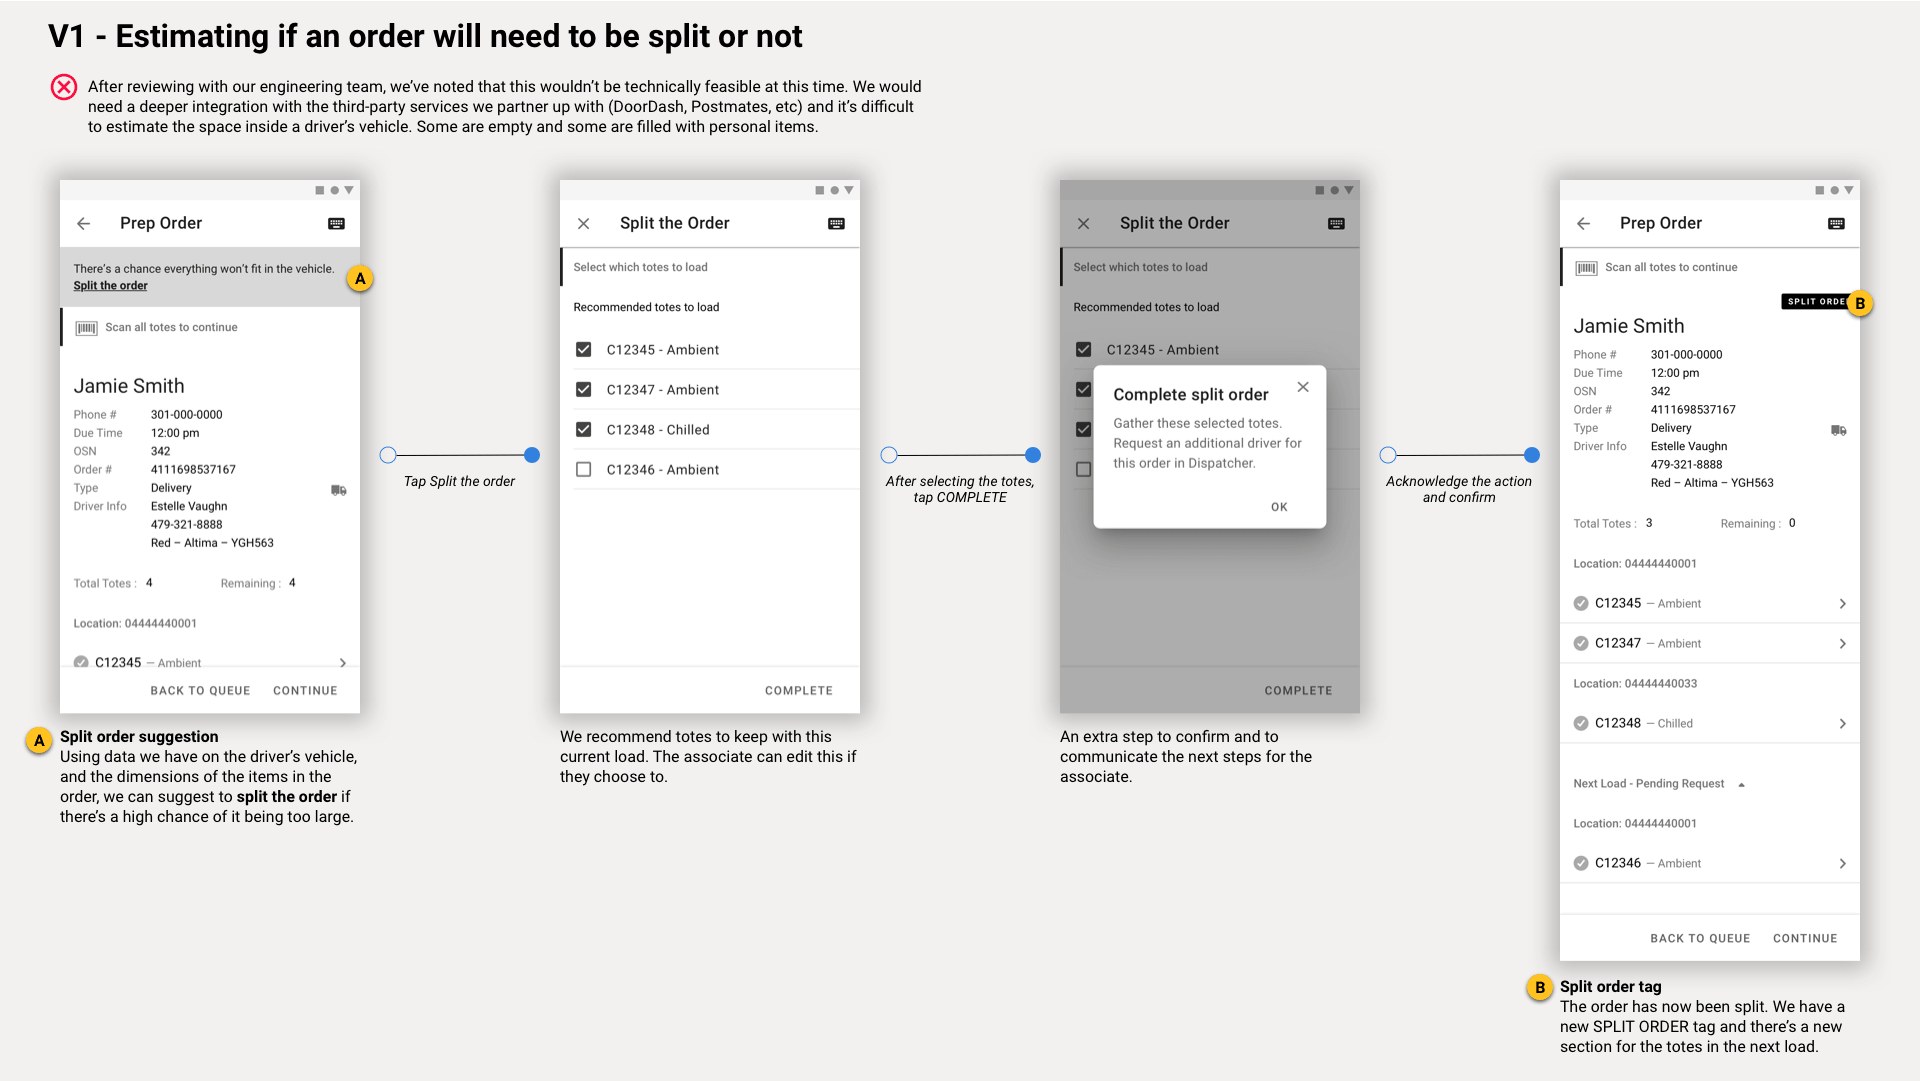 V1 - Estimating if an order will need to be split or not
After reviewing with our engineering team, we've noted that this wouldn't be technically feasible at this time. We would
need a deeper integration with the third-party services we partner up with (DoorDash, Postmates, etc) and it's difficult
to estimate the space inside a driver's vehicle. Some are empty and some are filled with personal items.
Prep Order
There's a chance everything won't fit in the vehicle.
Split the order
A
Scan all totes to continue
Jamie Smith
Phone # 301-000-0000
Due Time 12:00 pm
OSN 342
Order # 4111698537167
Type Delivery
Driver Info Estelle Vaughn
479-321-8888
Red – Altima – YGH563
Total Totes : 4 Remaining : 4
Location: 04444440001
C12345 – Ambient
BACK TO QUEUE CONTINUE
A Split order suggestion
Using data we have on the driver's vehicle,
and the dimensions of the items in the
order, we can suggest to split the order if
there's a high chance of it being too large.
Tap Split the order
Split the Order
Select which totes to load
Recommended totes to load
C12345 - Ambient
C12347 - Ambient
C12348 - Chilled
C12346 - Ambient
COMPLETE
We recommend totes to keep with this
current load. The associate can edit this if
they choose to.
After selecting the totes,
tap COMPLETE
Split the Order
Select which totes to load
Recommended totes to load
C12345 - Ambient
Complete split order
Gather these selected totes.
Request an additional driver for
this order in Dispatcher.
OK
COMPLETE
An extra step to confirm and to
communicate the next steps for the
associate.
Acknowledge the action
and confirm
Prep Order
Scan all totes to continue
SPLIT ORDE
B
Jamie Smith
Phone # 301-000-0000
Due Time 12:00 pm
OSN 342
Order # 4111698537167
Type Delivery
Driver Info Estelle Vaughn
479-321-8888
Red – Altima – YGH563
Total Totes : 3 Remaining : 0
Location: 04444440001
C12345 – Ambient
C12347 – Ambient
Location: 04444440033
C12348 – Chilled
Next Load - Pending Request
Location: 04444440001
C12346 – Ambient
BACK TO QUEUE CONTINUE
B Split order tag
The order has now been split. We have a
new SPLIT ORDER tag and there's a new
section for the totes in the next load.